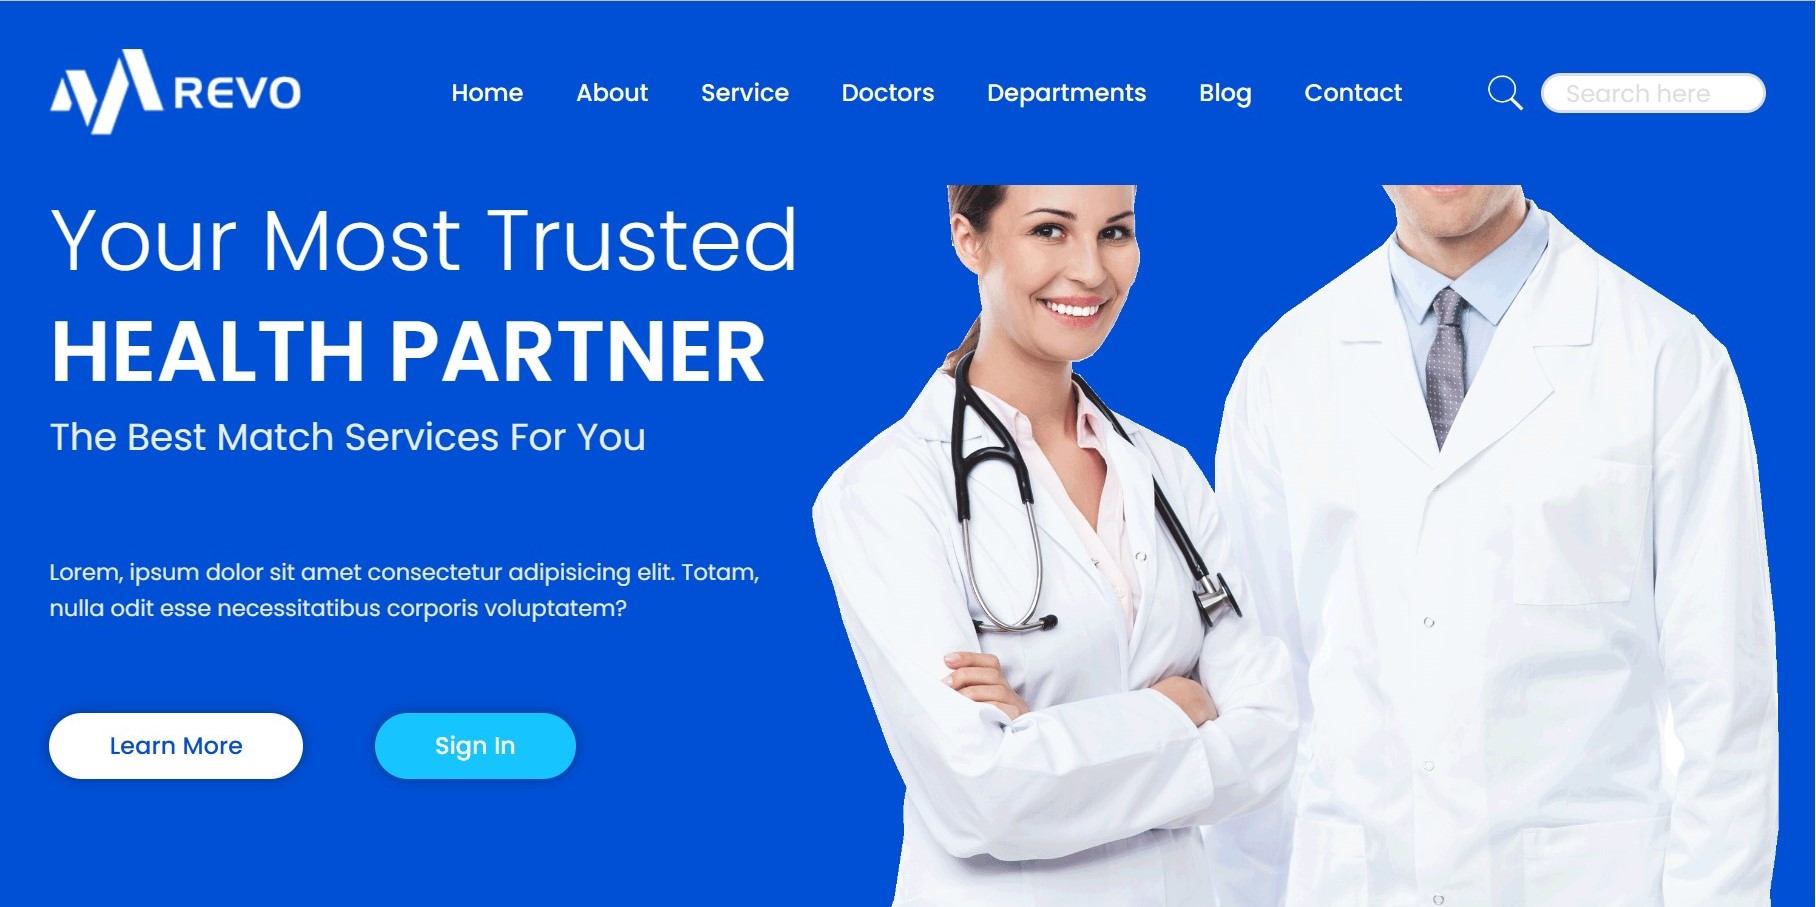 REVO
Home About Service Doctors Departments Blog Contact Search here
Your Most Trusted
HEALTH PARTNER
The Best Match Services For You
Lorem, ipsum dolor sit amet consectetur adipisicing elit. Totam,
nulla odit esse necessitatibus corporis voluptatem?
Learn More Sign In